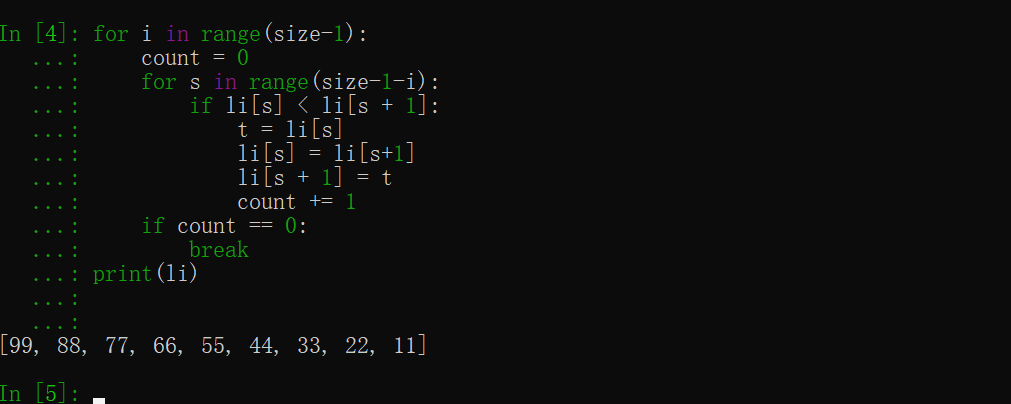 In [4]: for i in range(size-1):
   ...:     count = 0
   ...:     for s in range(size-1-i):
   ...:         if li[s] < li[s + 1]:
   ...:             t = li[s]
   ...:             li[s] = li[s+1]
   ...:             li[s + 1] = t
   ...:             count += 1
   ...:     if count == 0:
   ...:         break
   ...: print(li)
   ...:
   ...:
[99, 88, 77, 66, 55, 44, 33, 22, 11]
In [5]: